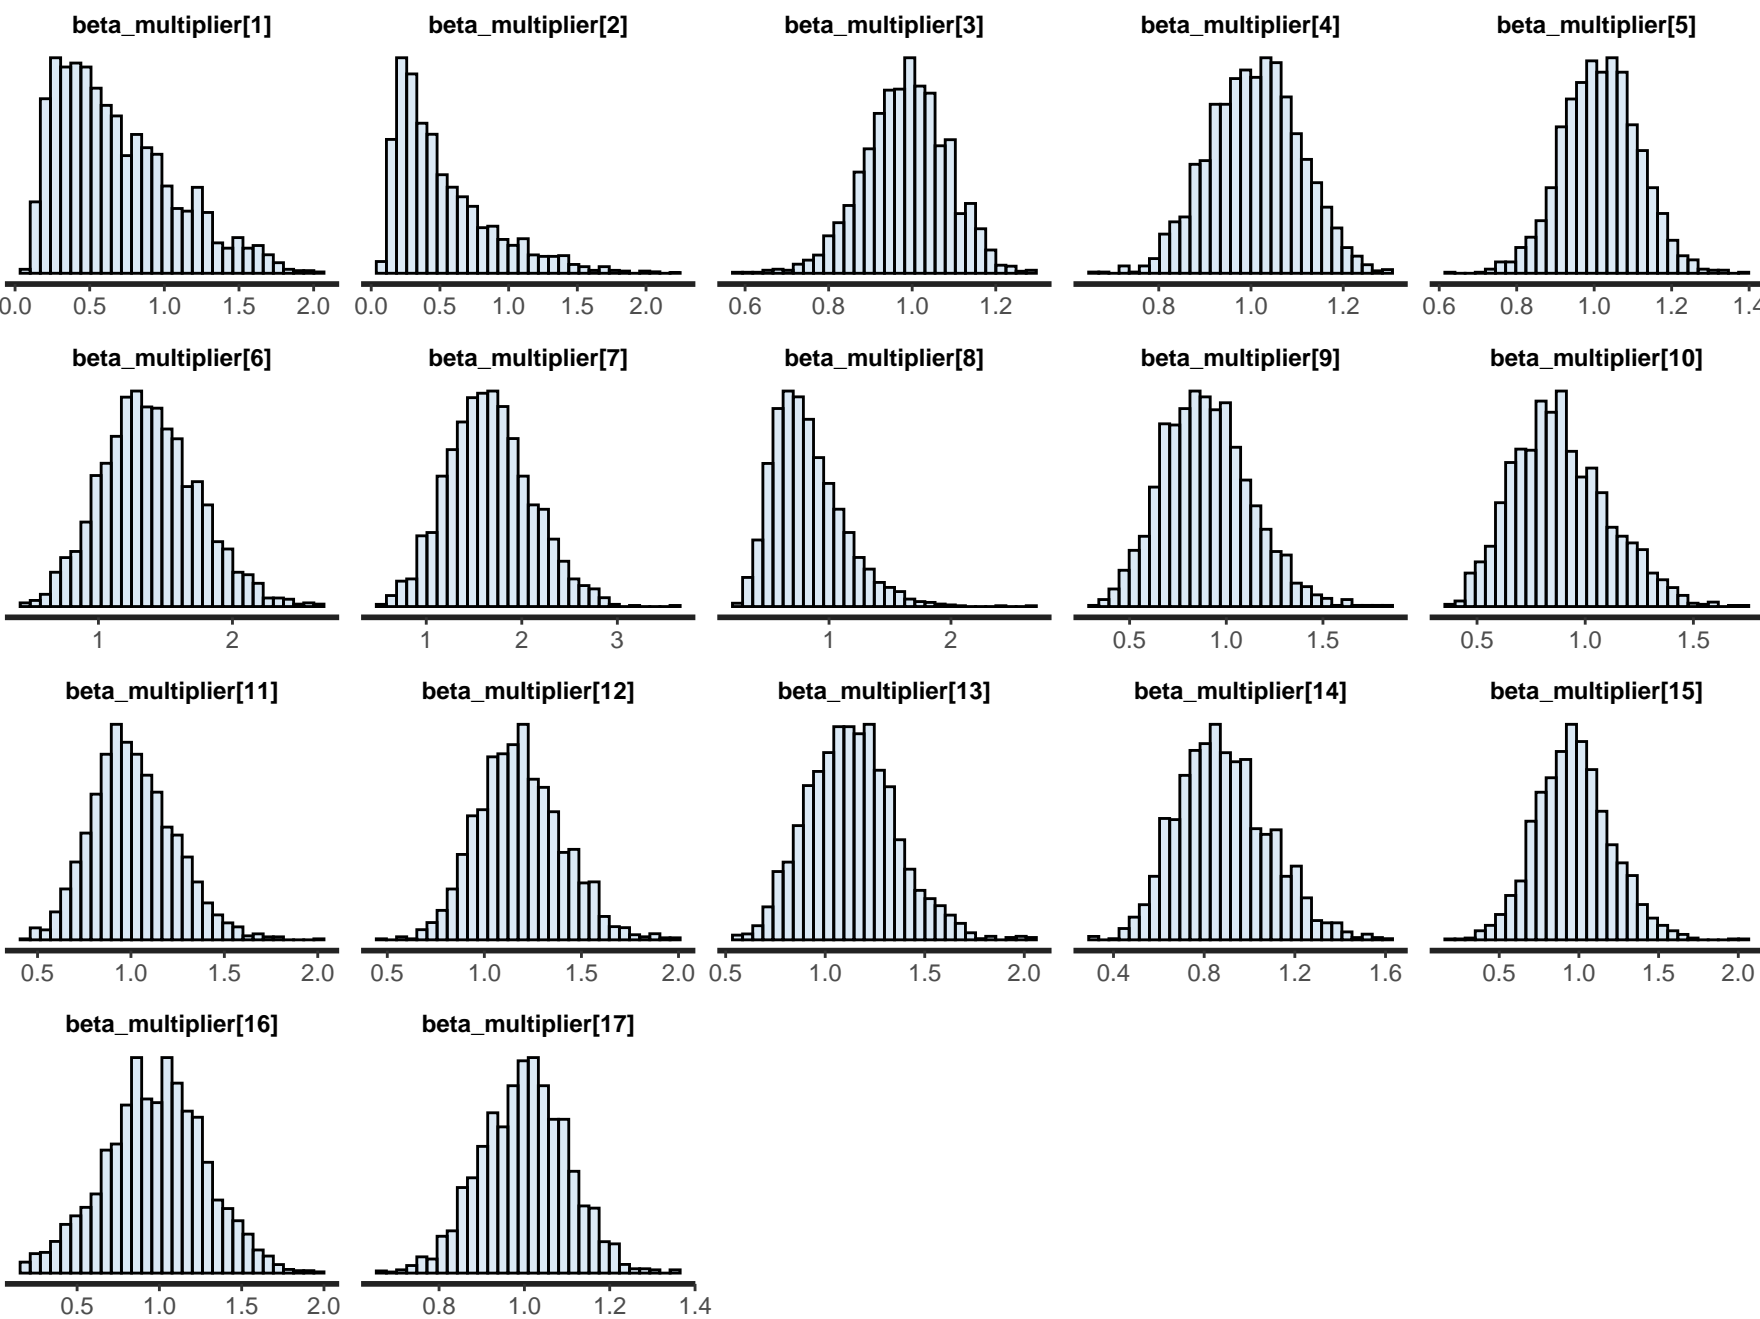 beta_multiplier[1] beta_multiplier[2] beta_multiplier[3] beta_multiplier[4] beta_multiplier[5]
0.0 0.5 1.0 1.5 2.0 0.0 0.5 1.0 1.5 2.0 0.6 0.8 1.0 1.2 0.8 1.0 1.2 0.6 0.8 1.0 1.2 1.4
beta_multiplier[6] beta_multiplier[7] beta_multiplier[8] beta_multiplier[9] beta_multiplier[10]
1 2 1 2 3 1 2 0.5 1.0 1.5 0.5 1.0 1.5
beta_multiplier[11] beta_multiplier[12] beta_multiplier[13] beta_multiplier[14] beta_multiplier[15]
0.5 1.0 1.5 2.0 0.5 1.0 1.5 2.0 0.5 1.0 1.5 2.0 0.4 0.8 1.2 1.6 0.5 1.0 1.5 2.0
beta_multiplier[16] beta_multiplier[17]
0.5 1.0 1.5 2.0 0.8 1.0 1.2 1.4